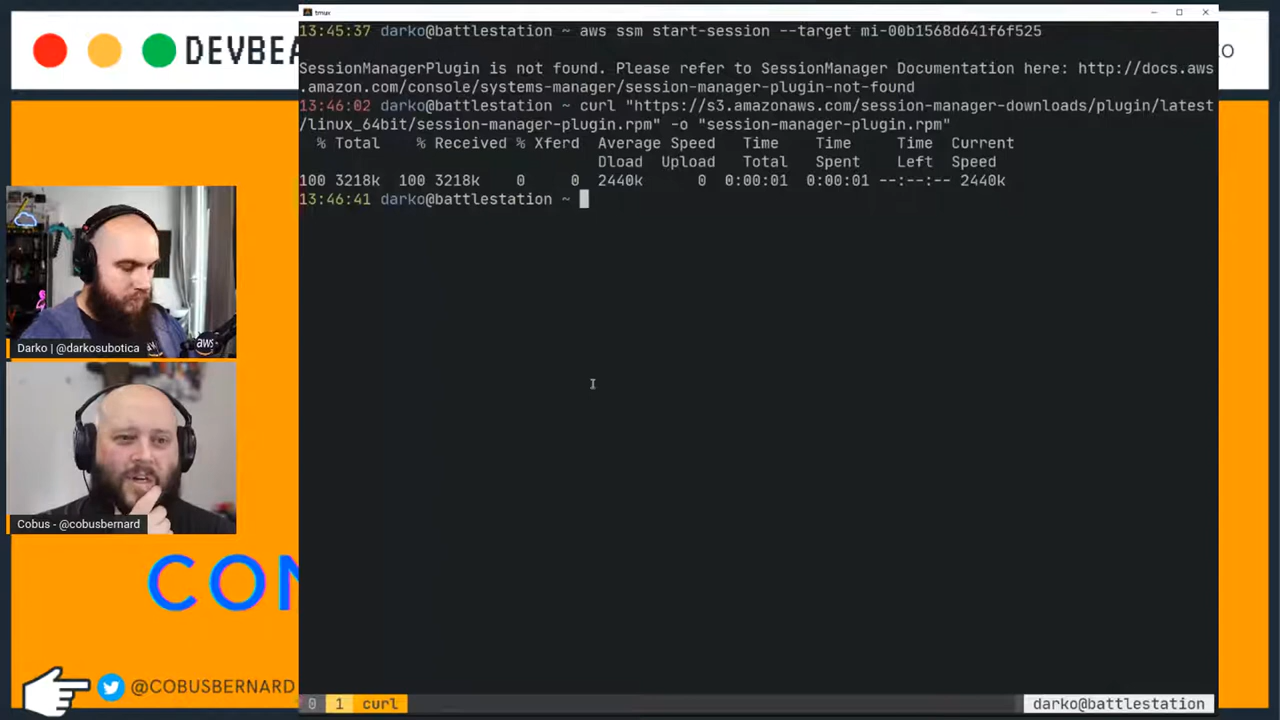 DEVBEA
O
tmux
13:45:37 darko@battlestation ~ aws ssm start-session --target mi-00b1568d641f6f525
SessionManagerPlugin is not found. Please refer to SessionManager Documentation here: http://docs.aws
.amazon.com/console/systems-manager/session-manager-plugin-not-found
13:46:02 darko@battlestation ~ curl "https://s3.amazonaws.com/session-manager-downloads/plugin/latest
/linux_64bit/session-manager-plugin.rpm" -o "session-manager-plugin.rpm"
% Total % Received % Xferd Average Speed Time Time Time Current
Dload Upload Total Spent Left Speed
100 3218k 100 3218k 0 0 2440k 0 0:00:01 0:00:01 --:--:-- 2440k
13:46:41 darko@battlestation ~
aws
Darko | @darkosubotica
Cobus - @cobusbernard
CON
@COBUSBERNARD
0 1 curl
darko@battlestation